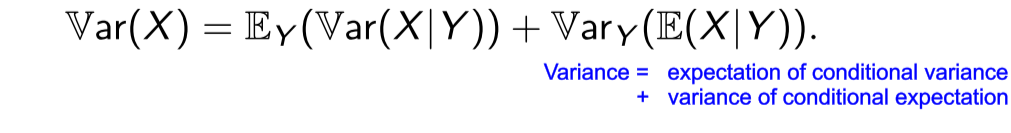 𝕍ar(X) = 𝔼_Y(𝕍ar(X|Y)) + 𝕍ar_Y(𝔼(X|Y)).
Variance = expectation of conditional variance
+ variance of conditional expectation